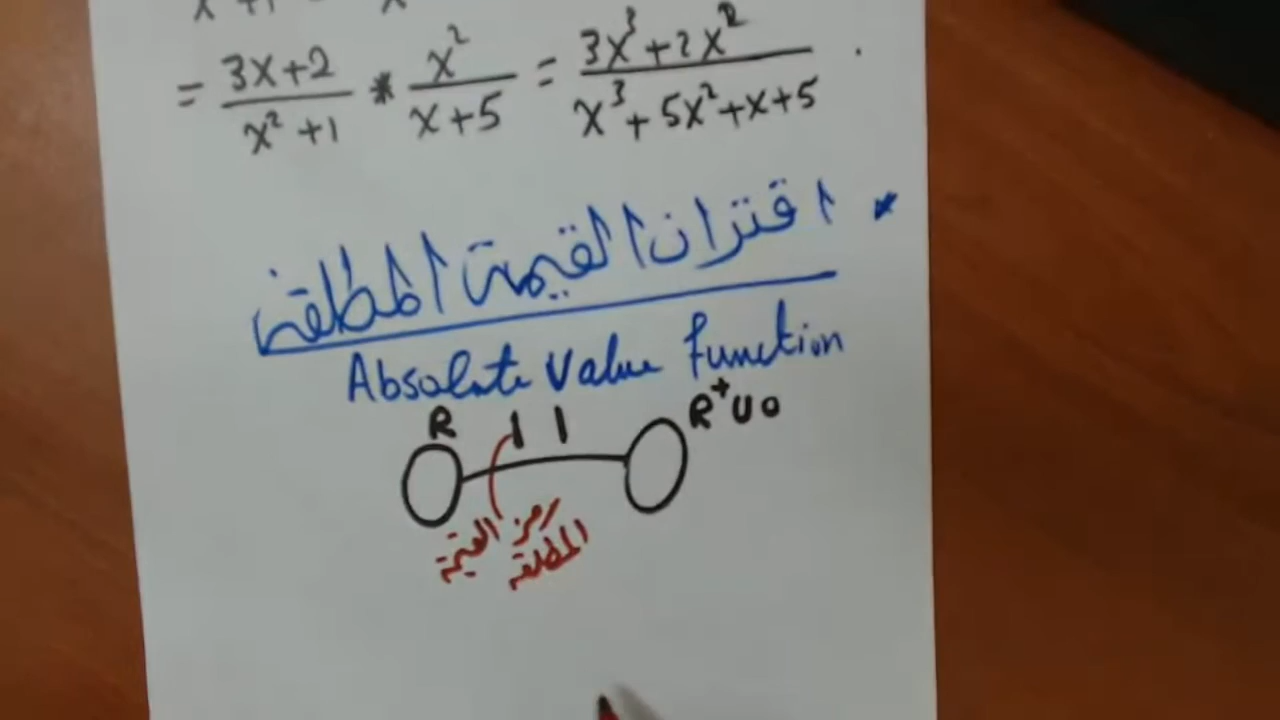 = 3x+2 / x² +1 * x² / x+5 = 3x³+2x² / x³+5x²+x+5 .
* اقتران القيمة المطلقة
Absolute Value Function
R | | R⁺ ∪ 0
رمز القيمة
المطلقة